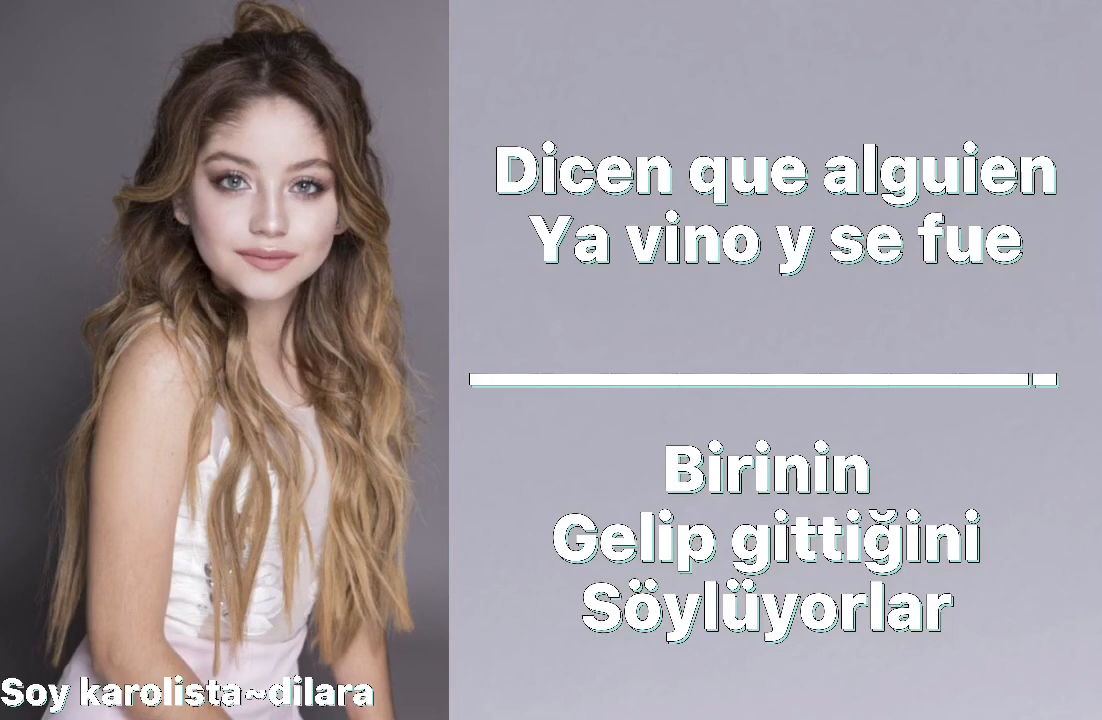 Dicen que alguien
Ya vino y se fue
Birinin
Gelip gittiğini
Söylüyorlar
Soy karolista~dilara